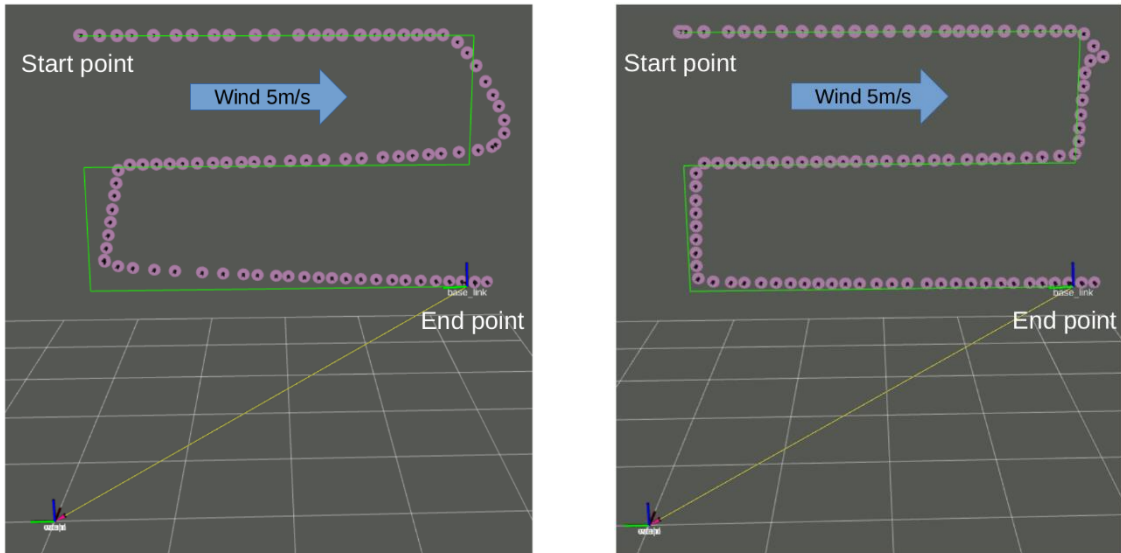 Start point
Wind 5m/s
base_link
End point
Start point
Wind 5m/s
base_link
End point